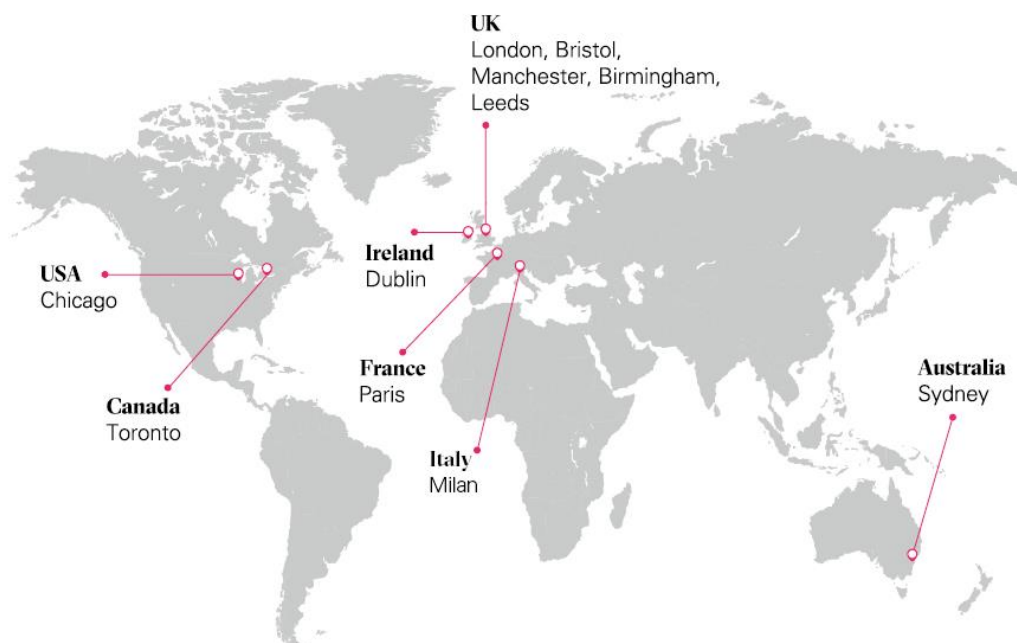 UK
London, Bristol,
Manchester, Birmingham,
Leeds
Ireland
Dublin
USA
Chicago
France
Paris
Australia
Sydney
Canada
Toronto
Italy
Milan